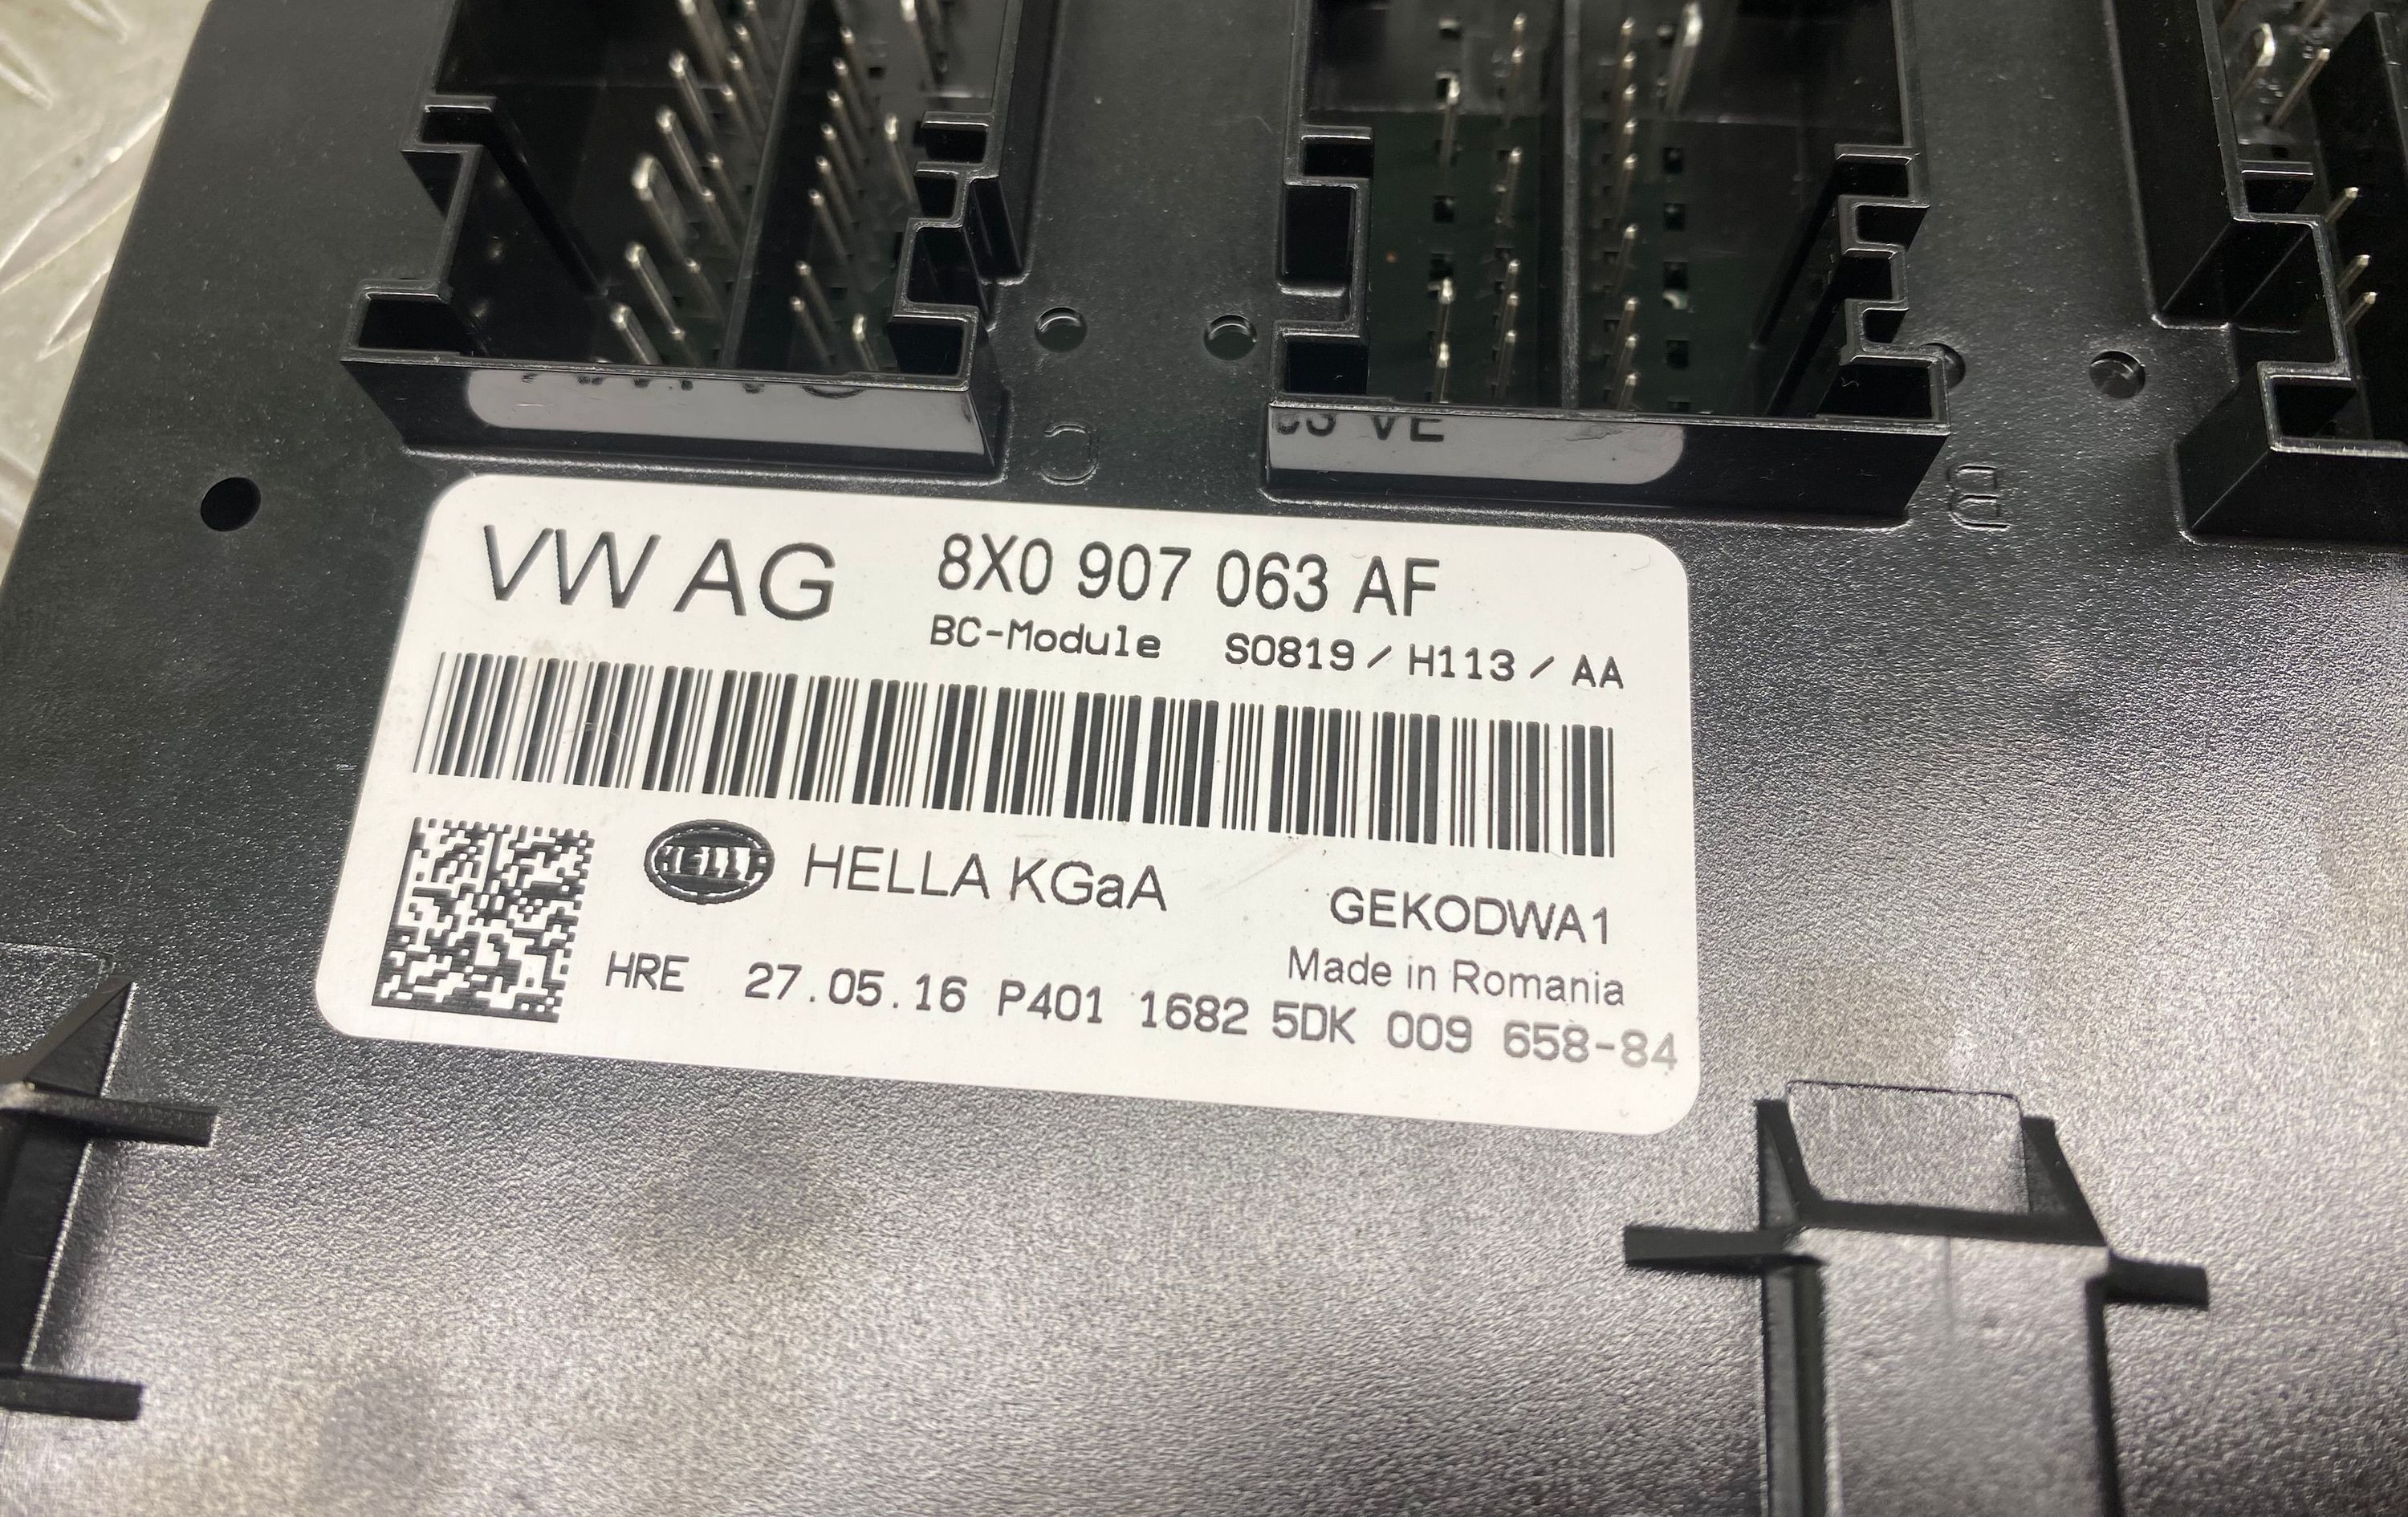 C
B
VW AG 8X0 907 063 AF
BC-Module S0819 / H113 / AA
HELLA HELLA KGaA GEKODWA1
Made in Romania
HRE 27.05.16 P401 1682 5DK 009 658-84